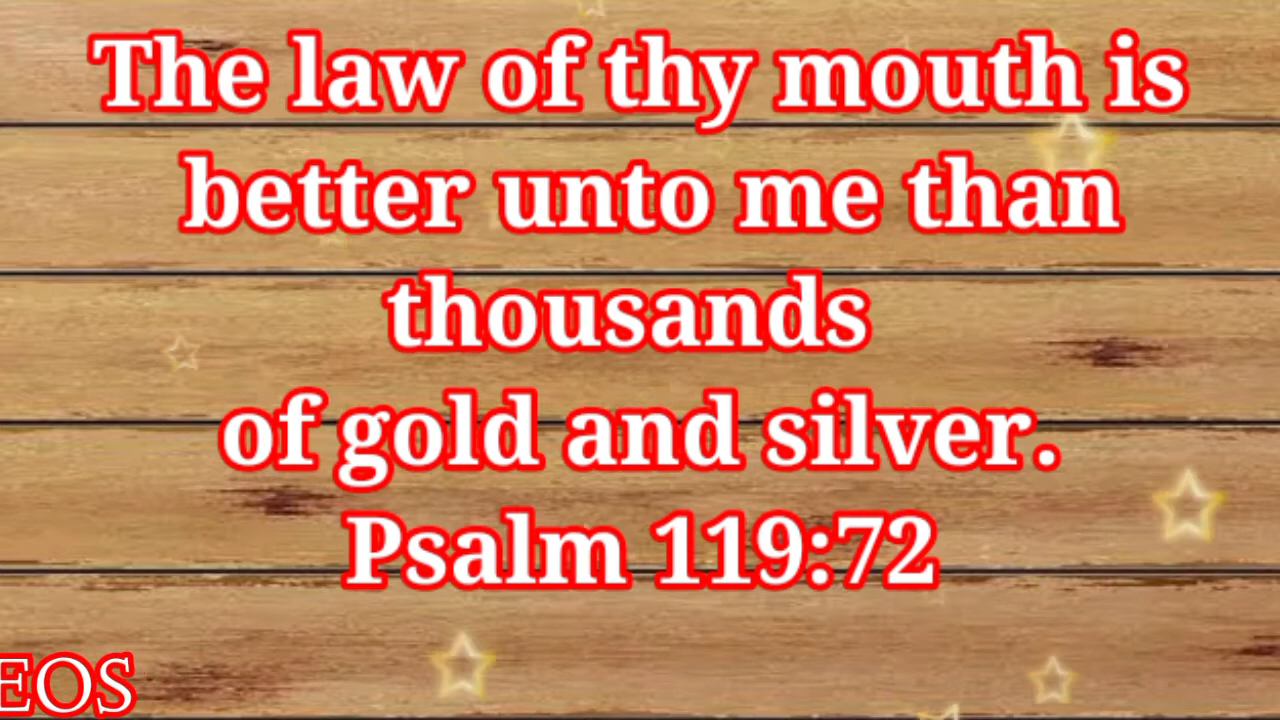 The law of thy mouth is
better unto me than
thousands
of gold and silver.
Psalm 119:72
EOS